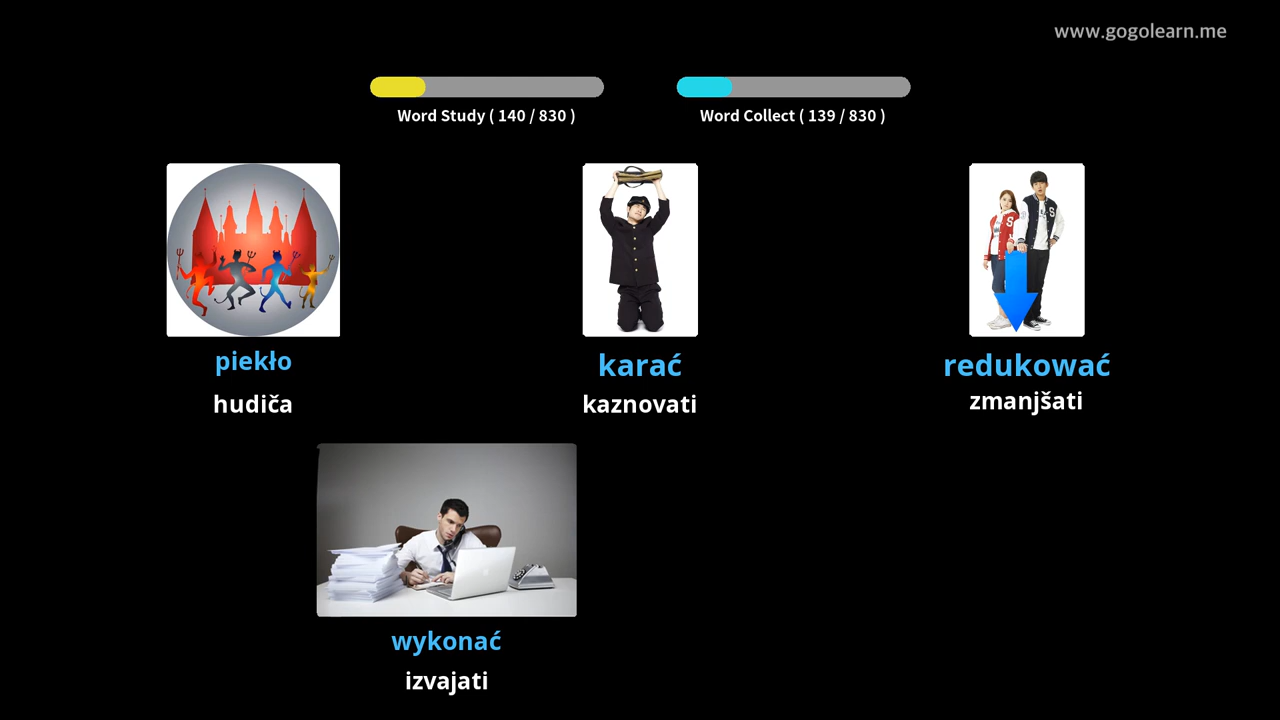 www.gogolearn.me
Word Study ( 140 / 830 )
Word Collect ( 139 / 830 )
piekło
karać
redukować
hudiča
kaznovati
zmanjšati
wykonać
izvajati